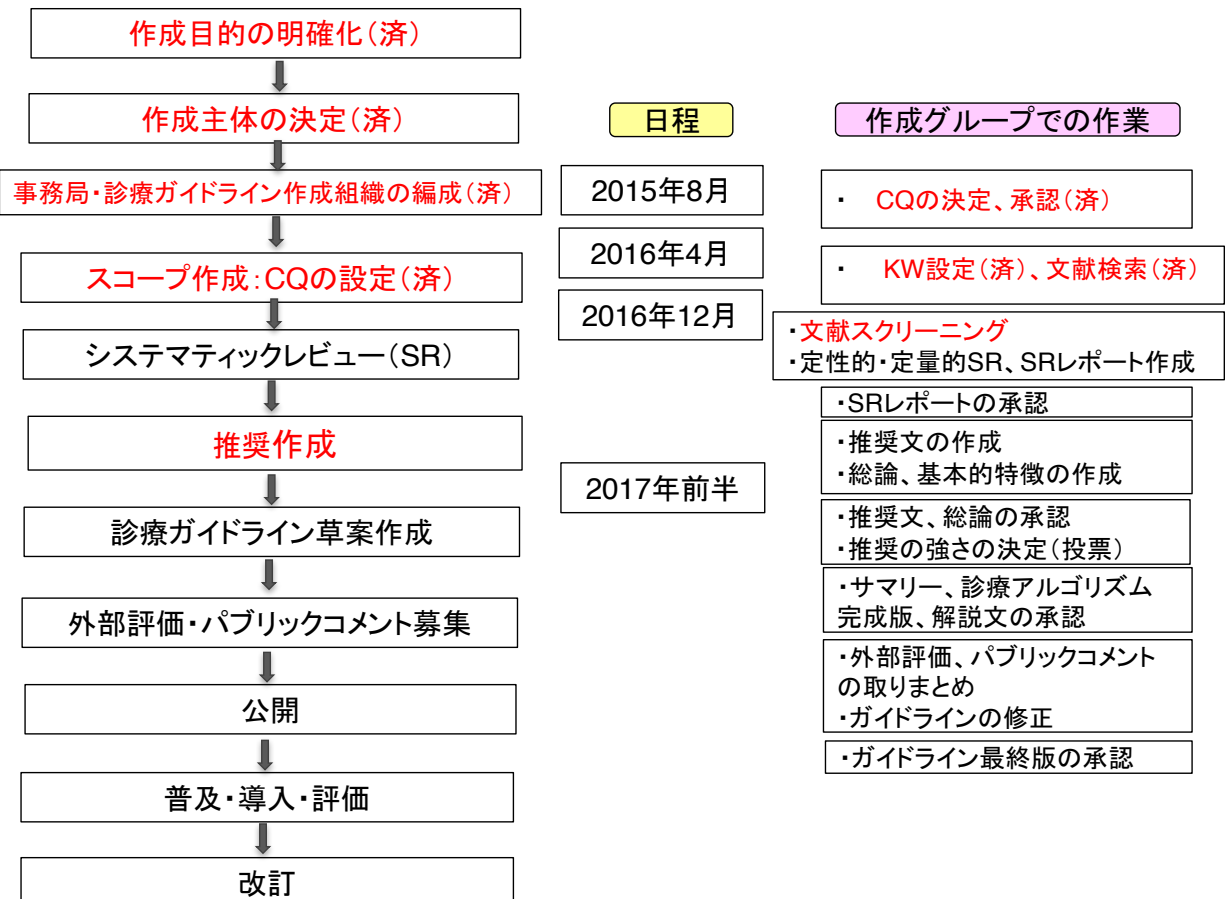 作成目的の明確化（済）
作成主体の決定（済）
事務局・診療ガイドライン作成組織の編成（済）
スコープ作成：CQの設定（済）
システマティックレビュー（SR）
推奨作成
診療ガイドライン草案作成
外部評価・パブリックコメント募集
公開
普及・導入・評価
改訂
日程
2015年8月
2016年4月
2016年12月
2017年前半
作成グループでの作業
・ CQの決定、承認（済）
・ KW設定（済）、文献検索（済）
・文献スクリーニング
・定性的・定量的SR、SRレポート作成
・SRレポートの承認
・推奨文の作成
・総論、基本的特徴の作成
・推奨文、総論の承認
・推奨の強さの決定（投票）
・サマリー、診療アルゴリズム
完成版、解説文の承認
・外部評価、パブリックコメント
の取りまとめ
・ガイドラインの修正
・ガイドライン最終版の承認